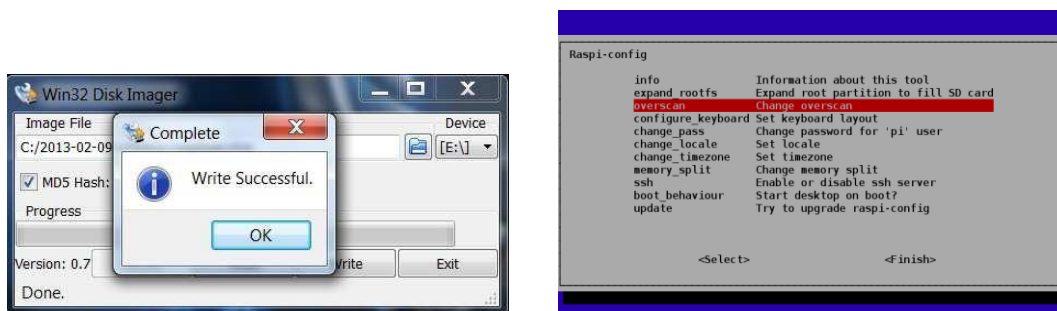 Win32 Disk Imager
Image File
Device
C:/2013-02-09
[E:\]
MD5 Hash:
Progress
Version: 0.7
Write
Exit
Done.
Complete
Write Successful.
OK
Raspi-config
info Information about this tool
expand_rootfs Expand root partition to fill SD card
overscan Change overscan
configure_keyboard Set keyboard layout
change_pass Change password for 'pi' user
change_locale Set locale
change_timezone Set timezone
memory_split Change memory split
ssh Enable or disable ssh server
boot_behaviour Start desktop on boot?
update Try to upgrade raspi-config
<Select> <Finish>